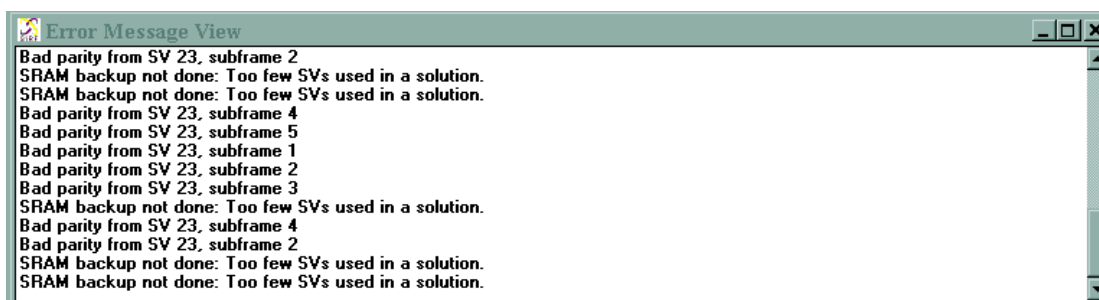 SiRF
Error Message View
Bad parity from SV 23, subframe 2
SRAM backup not done: Too few SVs used in a solution.
SRAM backup not done: Too few SVs used in a solution.
Bad parity from SV 23, subframe 4
Bad parity from SV 23, subframe 5
Bad parity from SV 23, subframe 1
Bad parity from SV 23, subframe 2
Bad parity from SV 23, subframe 3
SRAM backup not done: Too few SVs used in a solution.
Bad parity from SV 23, subframe 4
Bad parity from SV 23, subframe 2
SRAM backup not done: Too few SVs used in a solution.
SRAM backup not done: Too few SVs used in a solution.